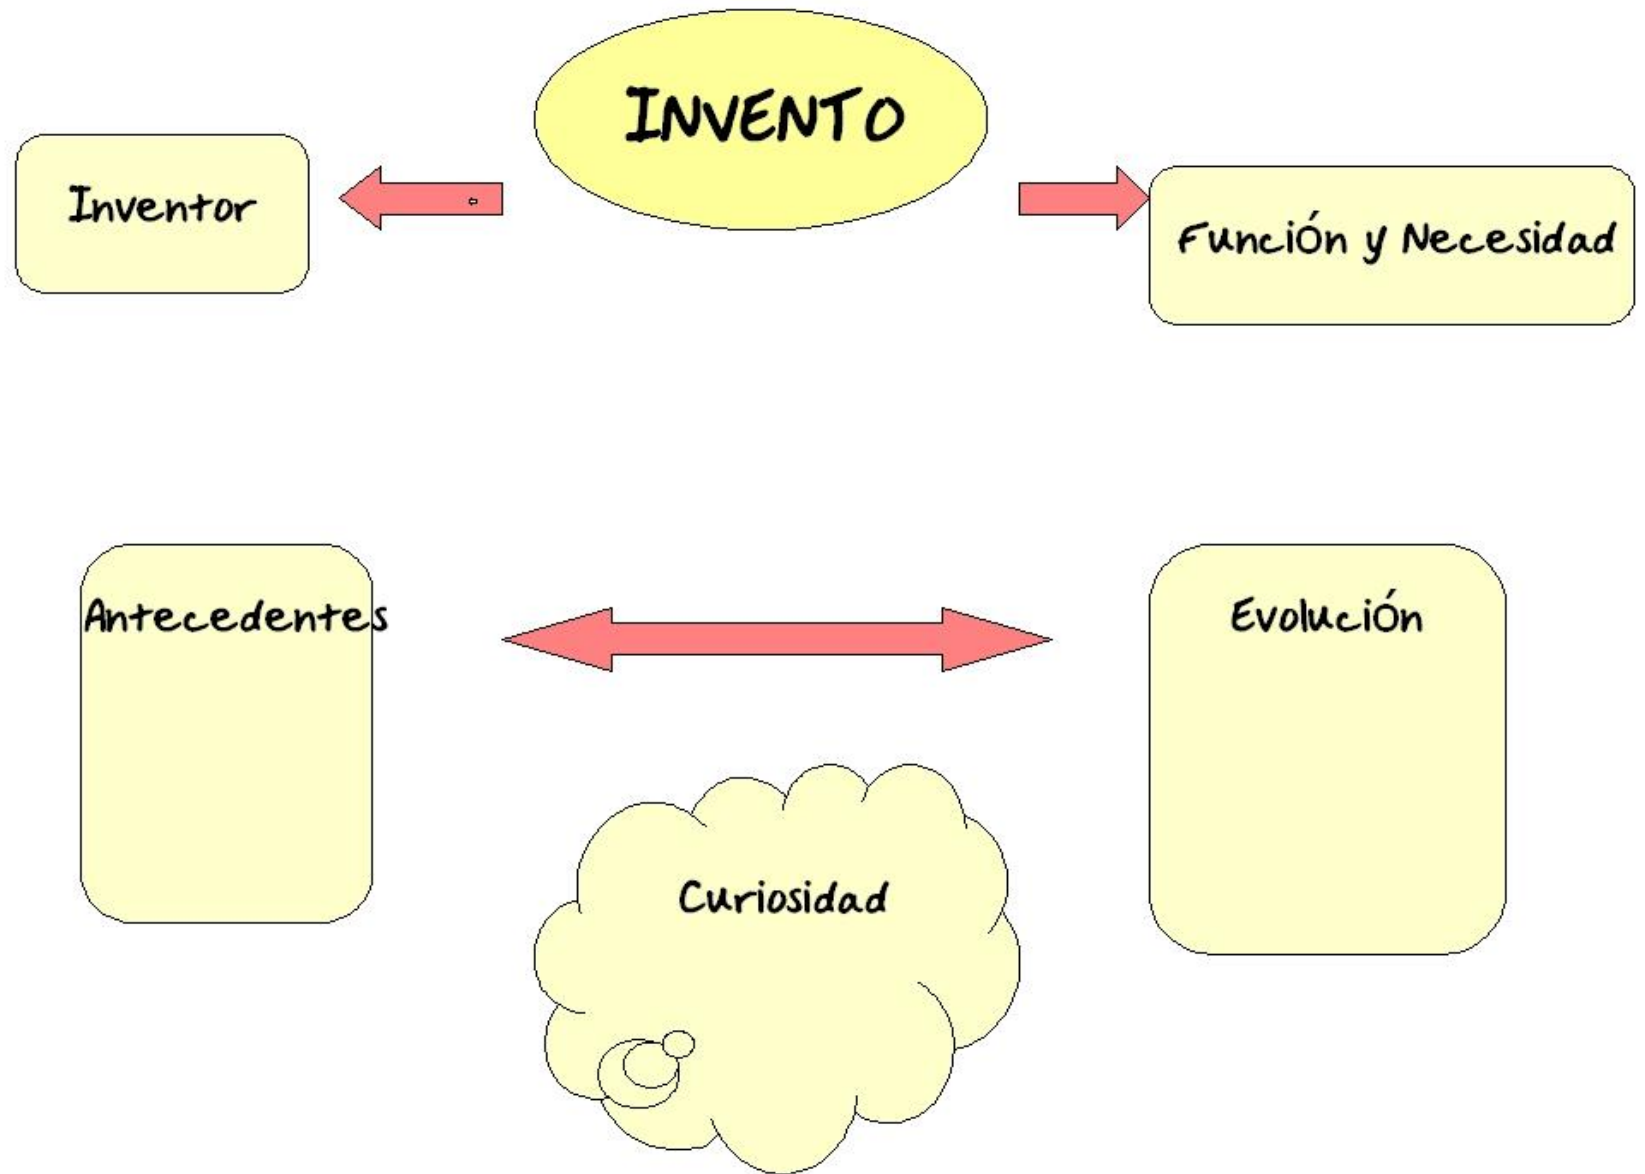 INVENTO
Inventor
Función y Necesidad
Antecedentes
Evolución
Curiosidad